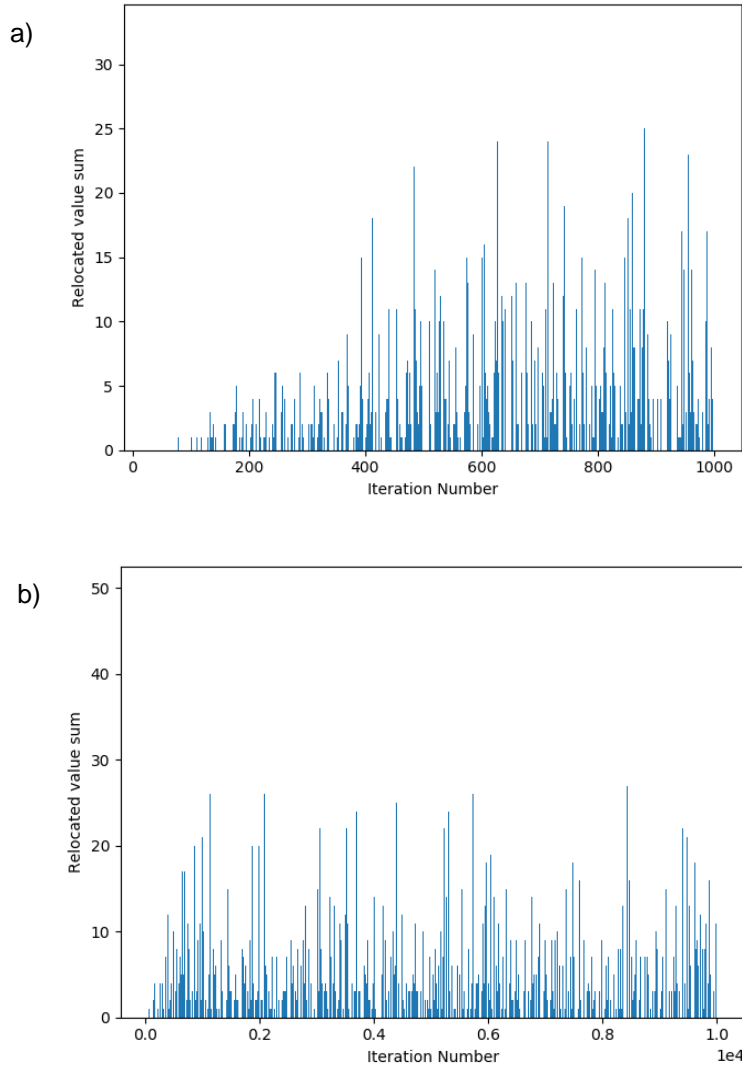 a)
30
25
20
15
10
5
0
Relocated value sum
0 200 400 600 800 1000
Iteration Number
b)
50
40
30
20
10
0
Relocated value sum
0.0 0.2 0.4 0.6 0.8 1.0
1e4
Iteration Number